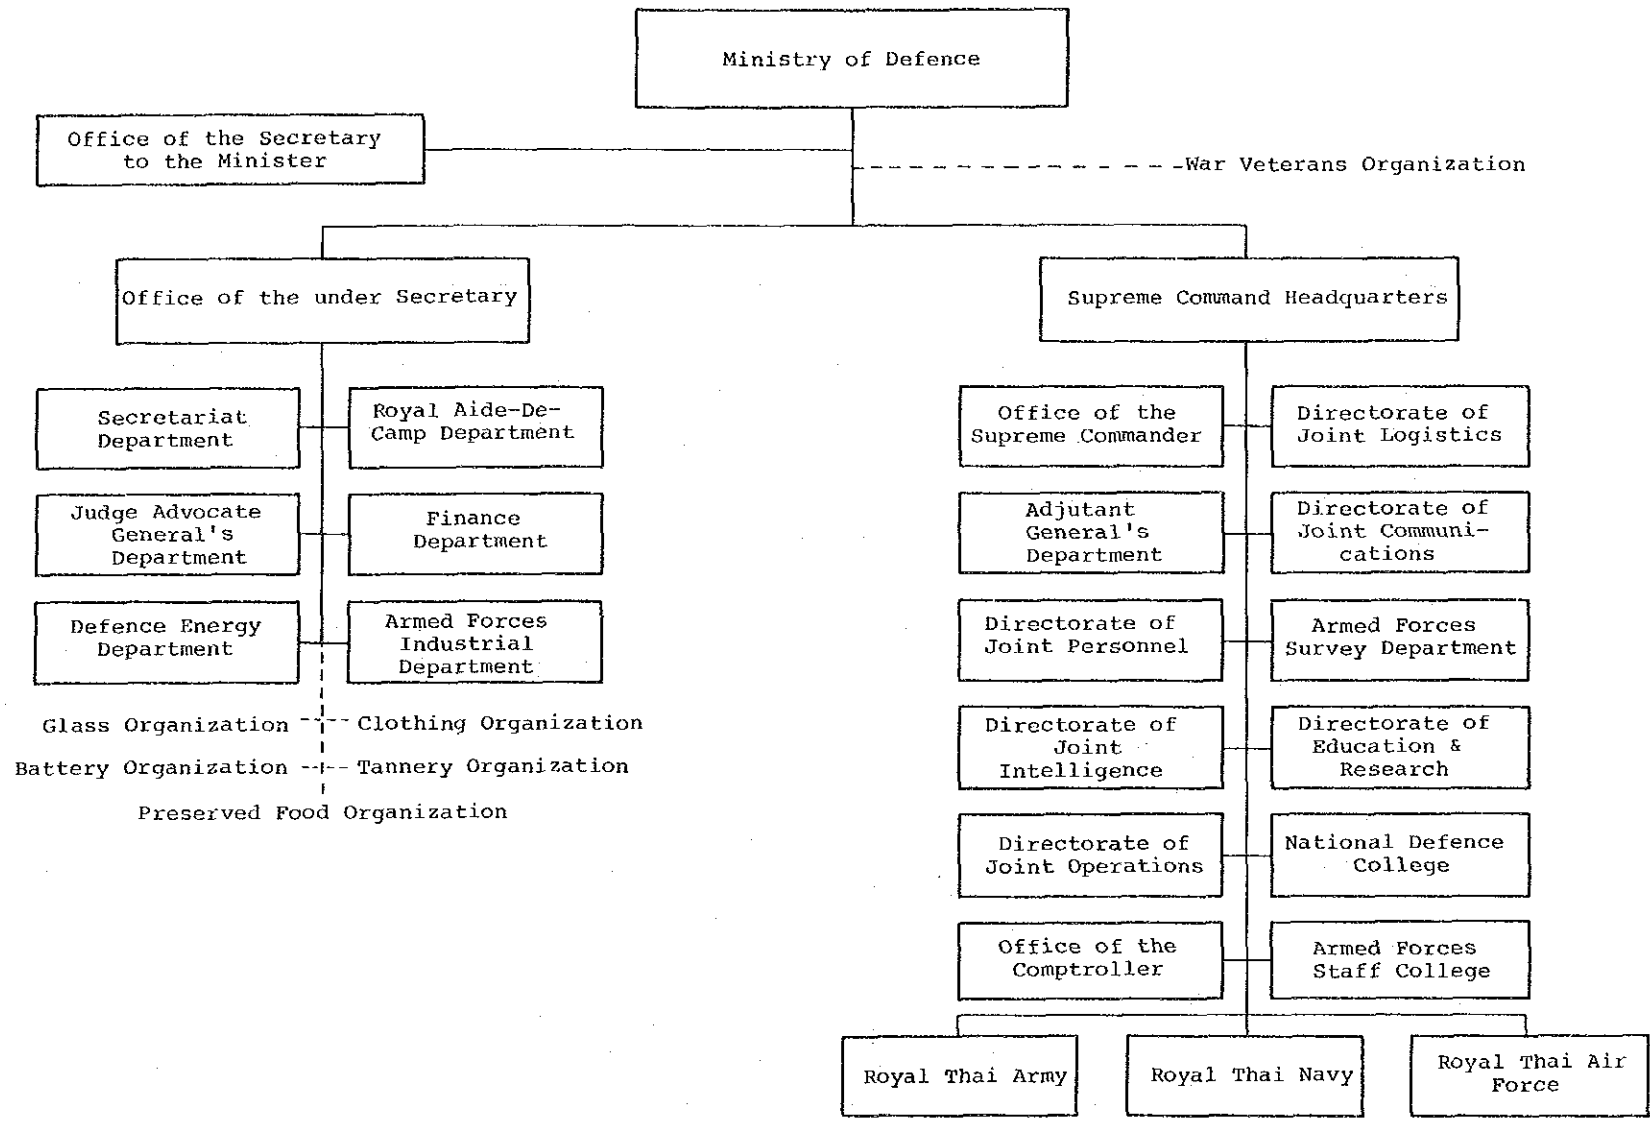 Ministry of Defence
Office of the Secretary
to the Minister
War Veterans Organization
Office of the under Secretary
Supreme Command Headquarters
Secretariat
Department
Royal Aide-De-
Camp Department
Office of the
Supreme Commander
Directorate of
Joint Logistics
Judge Advocate
General's
Department
Finance
Department
Adjutant
General's
Department
Directorate of
Joint Communi-
cations
Defence Energy
Department
Armed Forces
Industrial
Department
Directorate of
Joint Personnel
Armed Forces
Survey Department
Glass Organization
Clothing Organization
Battery Organization
Tannery Organization
Preserved Food Organization
Directorate of
Joint
Intelligence
Directorate of
Education &
Research
Directorate of
Joint Operations
National Defence
College
Office of the
Comptroller
Armed Forces
Staff College
Royal Thai Army
Royal Thai Navy
Royal Thai Air
Force